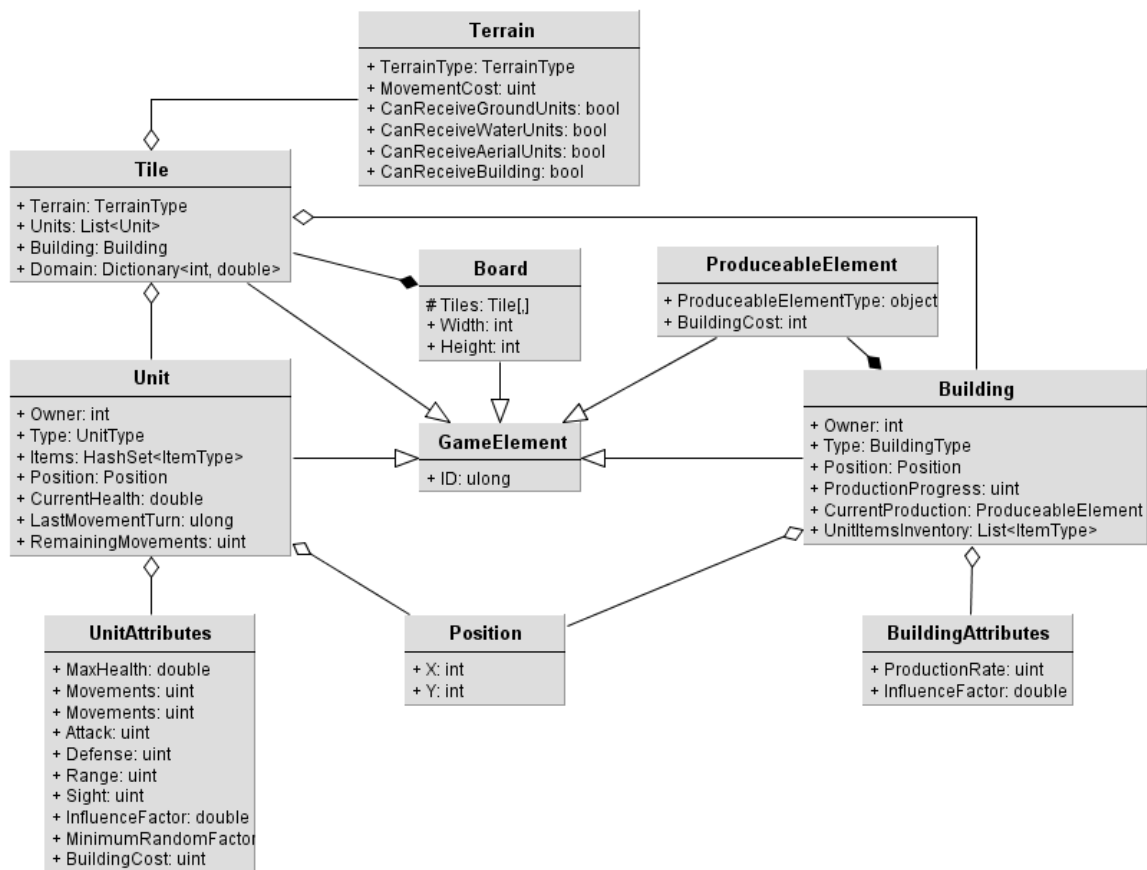 Terrain
+ TerrainType: TerrainType
+ MovementCost: uint
+ CanReceiveGroundUnits: bool
+ CanReceiveWaterUnits: bool
+ CanReceiveAerialUnits: bool
+ CanReceiveBuilding: bool
Tile
+ Terrain: TerrainType
+ Units: List<Unit>
+ Building: Building
+ Domain: Dictionary<int, double>
Board
# Tiles: Tile[,]
+ Width: int
+ Height: int
ProduceableElement
+ ProduceableElementType: object
+ BuildingCost: int
Unit
+ Owner: int
+ Type: UnitType
+ Items: HashSet<ItemType>
+ Position: Position
+ CurrentHealth: double
+ LastMovementTurn: ulong
+ RemainingMovements: uint
GameElement
+ ID: ulong
Building
+ Owner: int
+ Type: BuildingType
+ Position: Position
+ ProductionProgress: uint
+ CurrentProduction: ProduceableElement
+ UnitItemsInventory: List<ItemType>
UnitAttributes
+ MaxHealth: double
+ Movements: uint
+ Movements: uint
+ Attack: uint
+ Defense: uint
+ Range: uint
+ Sight: uint
+ InfluenceFactor: double
+ MinimumRandomFactor
+ BuildingCost: uint
Position
+ X: int
+ Y: int
BuildingAttributes
+ ProductionRate: uint
+ InfluenceFactor: double